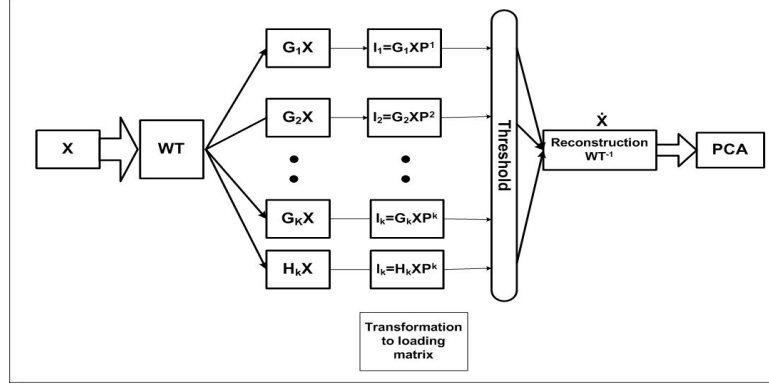 X
WT
G₁X
I₁=G₁XP¹
G₂X
I₂=G₂XP²
GₖX
Iₖ=GₖXPᵏ
HₖX
Iₖ=HₖXPᵏ
Threshold
Ẋ
Reconstruction
WT⁻¹
PCA
Transformation
to loading
matrix